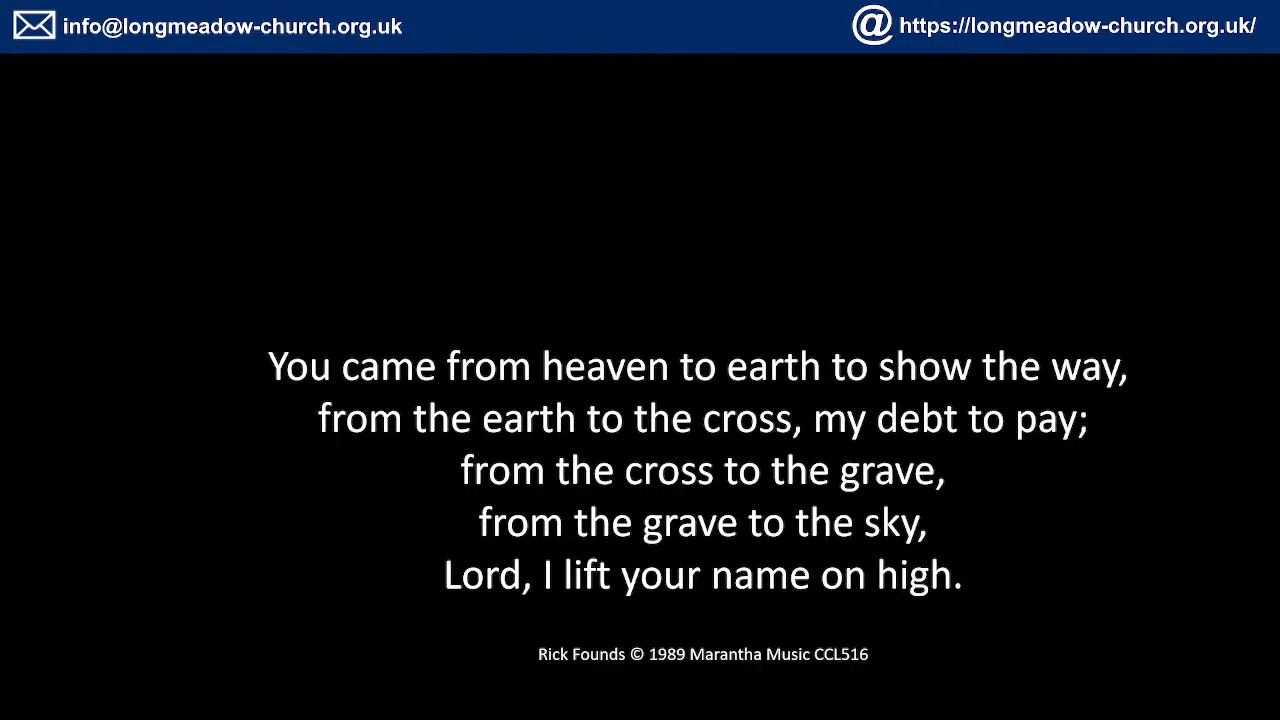 info@longmeadow-church.org.uk
https://longmeadow-church.org.uk/
You came from heaven to earth to show the way,
from the earth to the cross, my debt to pay;
from the cross to the grave,
from the grave to the sky,
Lord, I lift your name on high.
Rick Founds © 1989 Marantha Music CCL516